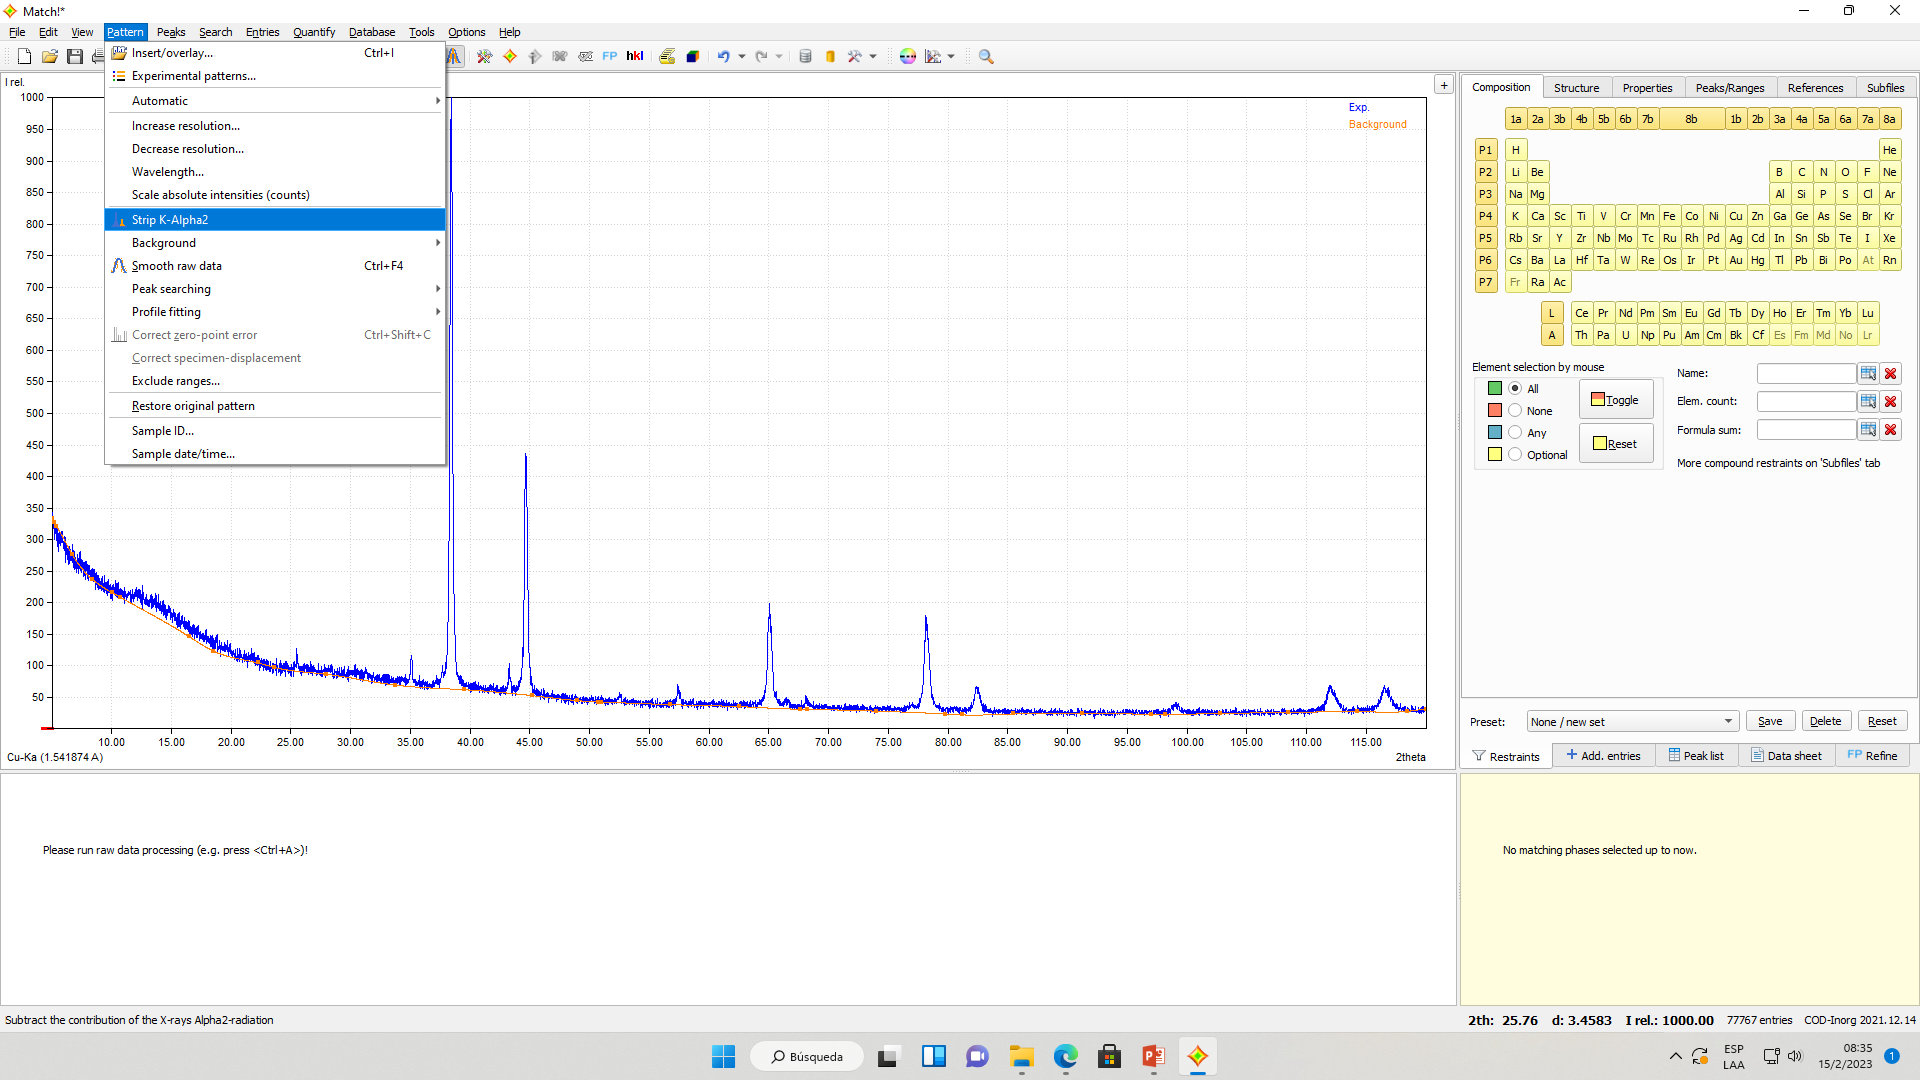 Match!*
File Edit View Pattern Peaks Search Entries Quantify Database Tools Options Help
Insert/overlay... Ctrl+I
Experimental patterns...
Automatic
Increase resolution...
Decrease resolution...
Wavelength...
Scale absolute intensities (counts)
Strip K-Alpha2
Background
Smooth raw data Ctrl+F4
Peak searching
Profile fitting
Correct zero-point error Ctrl+Shift+C
Correct specimen-displacement
Exclude ranges...
Restore original pattern
Sample ID...
Sample date/time...
FP hkl
I rel.
Exp.
Background
1000
950
900
850
800
750
700
650
600
550
500
450
400
350
300
250
200
150
100
50
10.00 15.00 20.00 25.00 30.00 35.00 40.00 45.00 50.00 55.00 60.00 65.00 70.00 75.00 80.00 85.00 90.00 95.00 100.00 105.00 110.00 115.00
Cu-Ka (1.541874 A) 2theta
Composition Structure Properties Peaks/Ranges References Subfiles
1a 2a 3b 4b 5b 6b 7b 8b 1b 2b 3a 4a 5a 6a 7a 8a
P1 H He
P2 Li Be B C N O F Ne
P3 Na Mg Al Si P S Cl Ar
P4 K Ca Sc Ti V Cr Mn Fe Co Ni Cu Zn Ga Ge As Se Br Kr
P5 Rb Sr Y Zr Nb Mo Tc Ru Rh Pd Ag Cd In Sn Sb Te I Xe
P6 Cs Ba La Hf Ta W Re Os Ir Pt Au Hg Tl Pb Bi Po At Rn
P7 Fr Ra Ac
L Ce Pr Nd Pm Sm Eu Gd Tb Dy Ho Er Tm Yb Lu
A Th Pa U Np Pu Am Cm Bk Cf Es Fm Md No Lr
Element selection by mouse
All
None
Any
Optional
Toggle
Reset
Name:
Elem. count:
Formula sum:
More compound restraints on 'Subfiles' tab
Preset: None / new set Save Delete Reset
Restraints Add. entries Peak list Data sheet FP Refine
Please run raw data processing (e.g. press <Ctrl+A>)!
No matching phases selected up to now.
Subtract the contribution of the X-rays Alpha2-radiation
2th: 25.76 d: 3.4583 I rel.: 1000.00 77767 entries COD-Inorg 2021.12.14
Búsqueda
ESP
LAA
08:35
15/2/2023
1